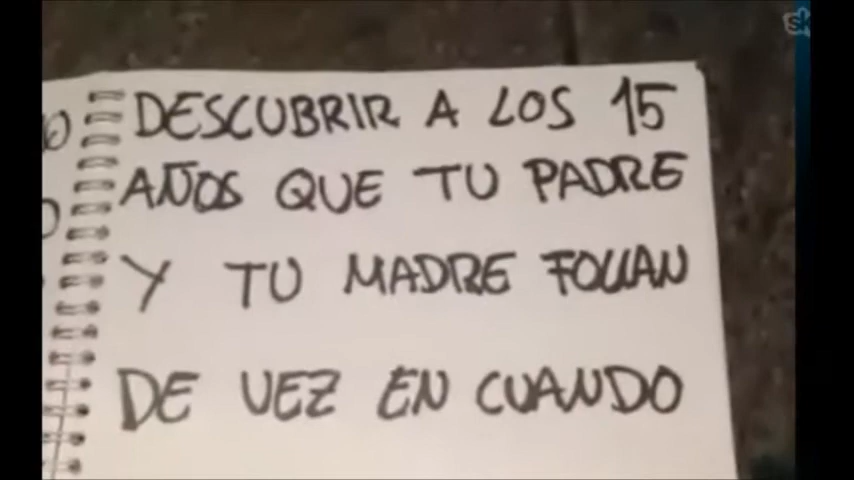 DESCUBRIR A LOS 15
AÑOS QUE TU PADRE
Y TU MADRE FOLLAN
DE VEZ EN CUANDO